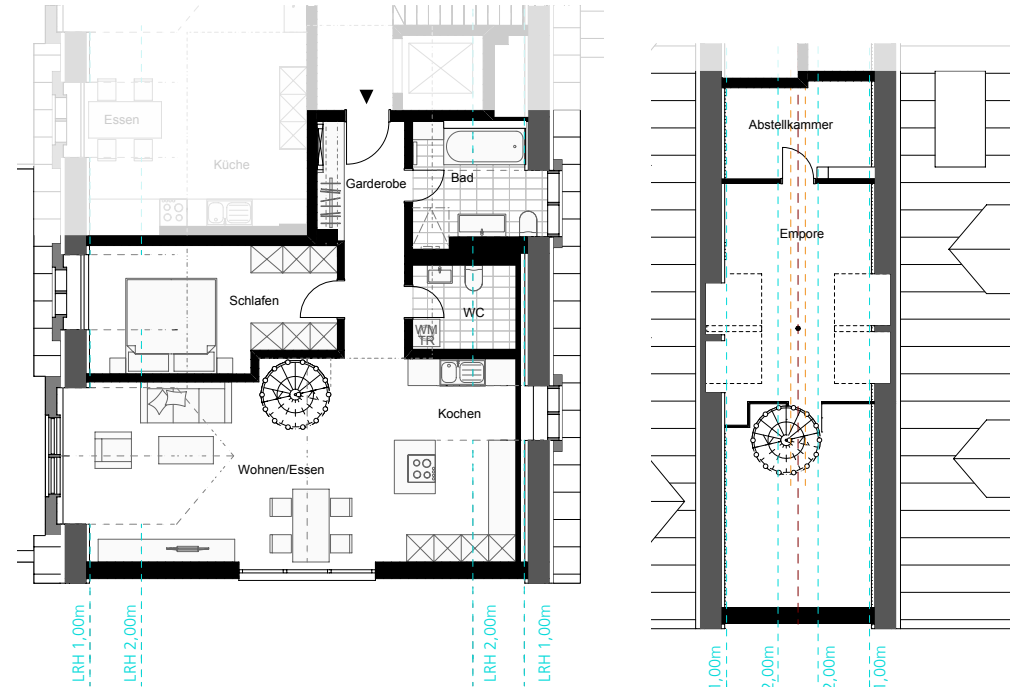 Essen
Küche
Garderobe
Bad
Schlafen
WC
WM
TR
Kochen
Wohnen/Essen
LRH 1,00m
LRH 2,00m
LRH 2,00m
LRH 1,00m
Abstellkammer
Empore
1,00m
2,00m
2,00m
1,00m